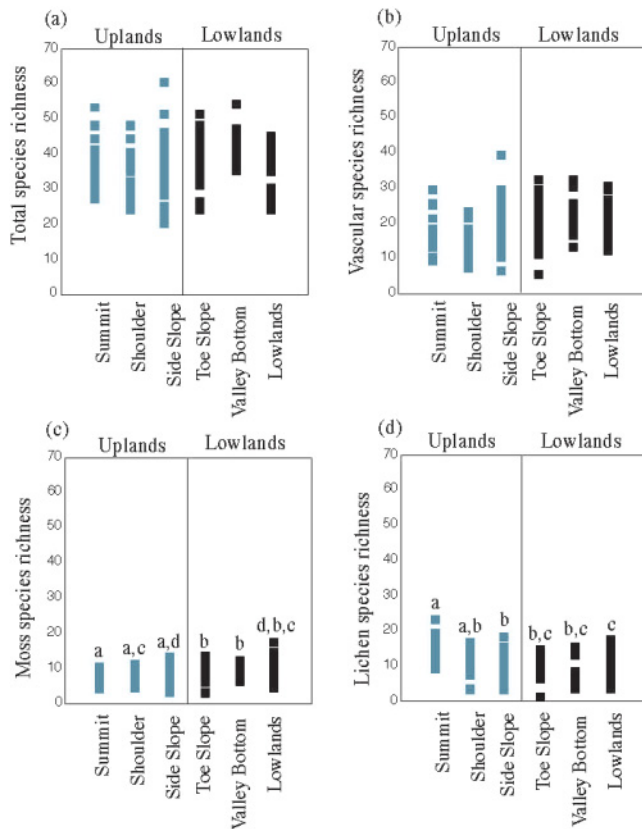 (a)
Uplands
Lowlands
Total species richness
70
60
50
40
30
20
10
0
Summit
Shoulder
Side Slope
Toe Slope
Valley Bottom
Lowlands
(b)
Uplands
Lowlands
Vascular species richness
70
60
50
40
30
20
10
0
Summit
Shoulder
Side Slope
Toe Slope
Valley Bottom
Lowlands
(c)
Uplands
Lowlands
Moss species richness
70
60
50
40
30
20
10
0
a
a,c
a,d
b
b
d,b,c
Summit
Shoulder
Side Slope
Toe Slope
Valley Bottom
Lowlands
(d)
Uplands
Lowlands
Lichen species richness
70
60
50
40
30
20
10
0
a
a,b
b
b,c
b,c
c
Summit
Shoulder
Side Slope
Toe Slope
Valley Bottom
Lowlands